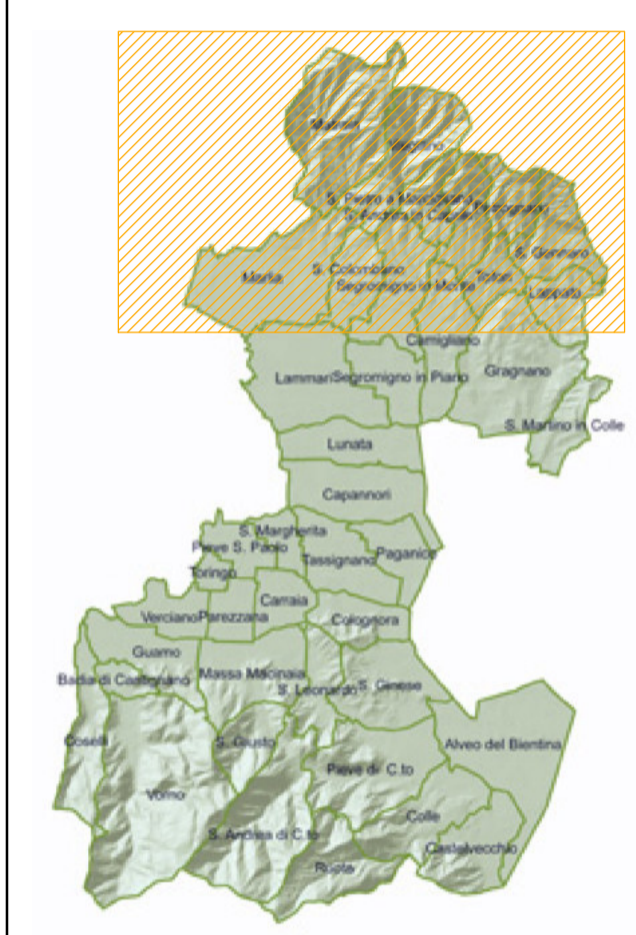 Matraia
Valgiano
S. Pietro a Marcigliano
S. Andrea in Caprile
Petrognano
S. Gennaro
Marlia
S. Colombano
Segromigno in Monte
Tofori
Lappato
Camigliano
Lammari
Segromigno in Piano
Gragnano
S. Martino in Colle
Lunata
Capannori
S. Margherita
Pieve S. Paolo
Tassignano
Paganico
Toringo
Carraia
Verciano
Parezzana
Colognora
Guamo
Badia di Cantignano
Massa Macinaia
S. Leonardo
S. Ginese
Coselli
S. Giusto
Alveo del Bientina
Vorno
Pieve di C.to
Colle
S. Andrea di C.to
Castelvecchio
Ruota